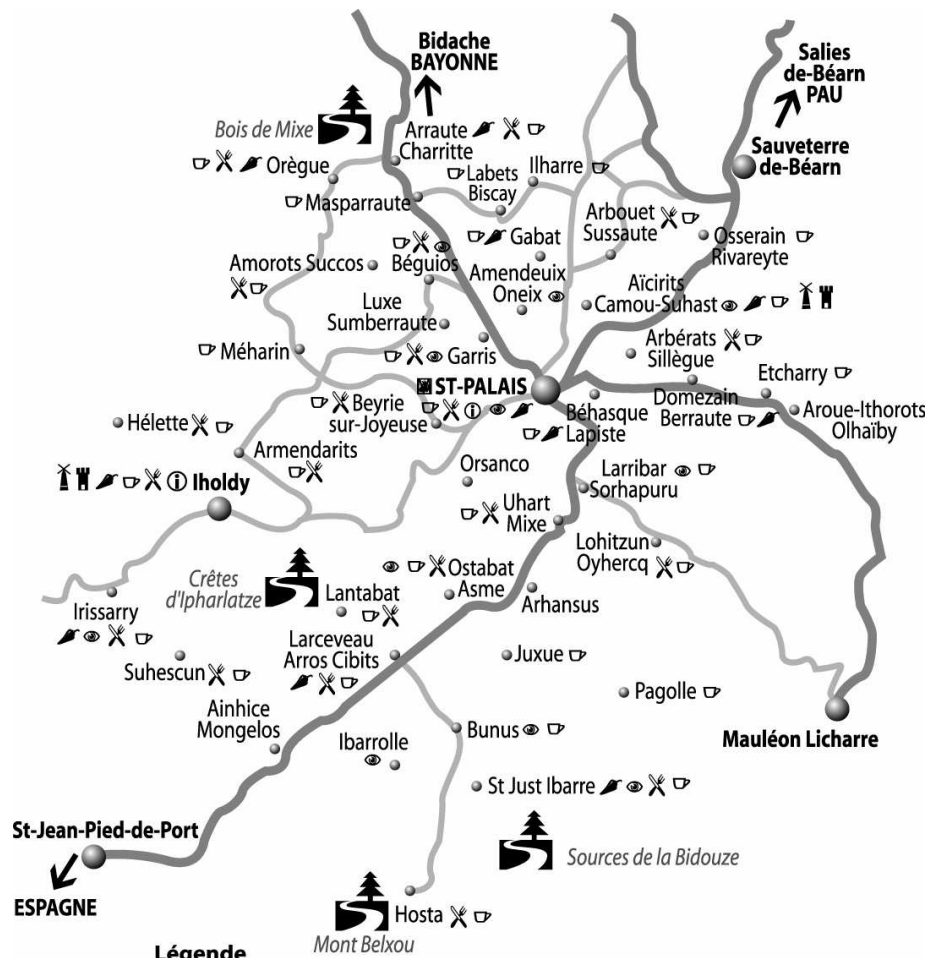 Bidache
BAYONNE
Salies
de-Béarn
PAU
Bois de Mixe
Arraute
Charritte
Sauveterre
de-Béarn
Orègue
Labets
Biscay
Ilharre
Masparraute
Arbouet
Sussaute
Gabat
Osserain
Rivareyte
Amorots Succos
Béguios
Amendeuix
Oneix
Aïcirits
Camou-Suhast
Luxe
Sumberraute
Méharin
Garris
Arbérats
Sillègue
ST-PALAIS
Etcharry
Hélette
Beyrie
sur-Joyeuse
Béhasque
Lapiste
Domezain
Berraute
Aroue-Ithorots
Olhaïby
Armendarits
Orsanco
Larribar
Sorhapuru
Iholdy
Uhart
Mixe
Lohitzun
Oyhercq
Crêtes
d'Ipharlatze
Ostabat
Asme
Lantabat
Arhansus
Irissarry
Larceveau
Arros Cibits
Juxue
Suhescun
Pagolle
Ainhice
Mongelos
Bunus
Mauléon Licharre
Ibarrolle
St Just Ibarre
St-Jean-Pied-de-Port
Sources de la Bidouze
ESPAGNE
Hosta
Mont Belxou
Légende